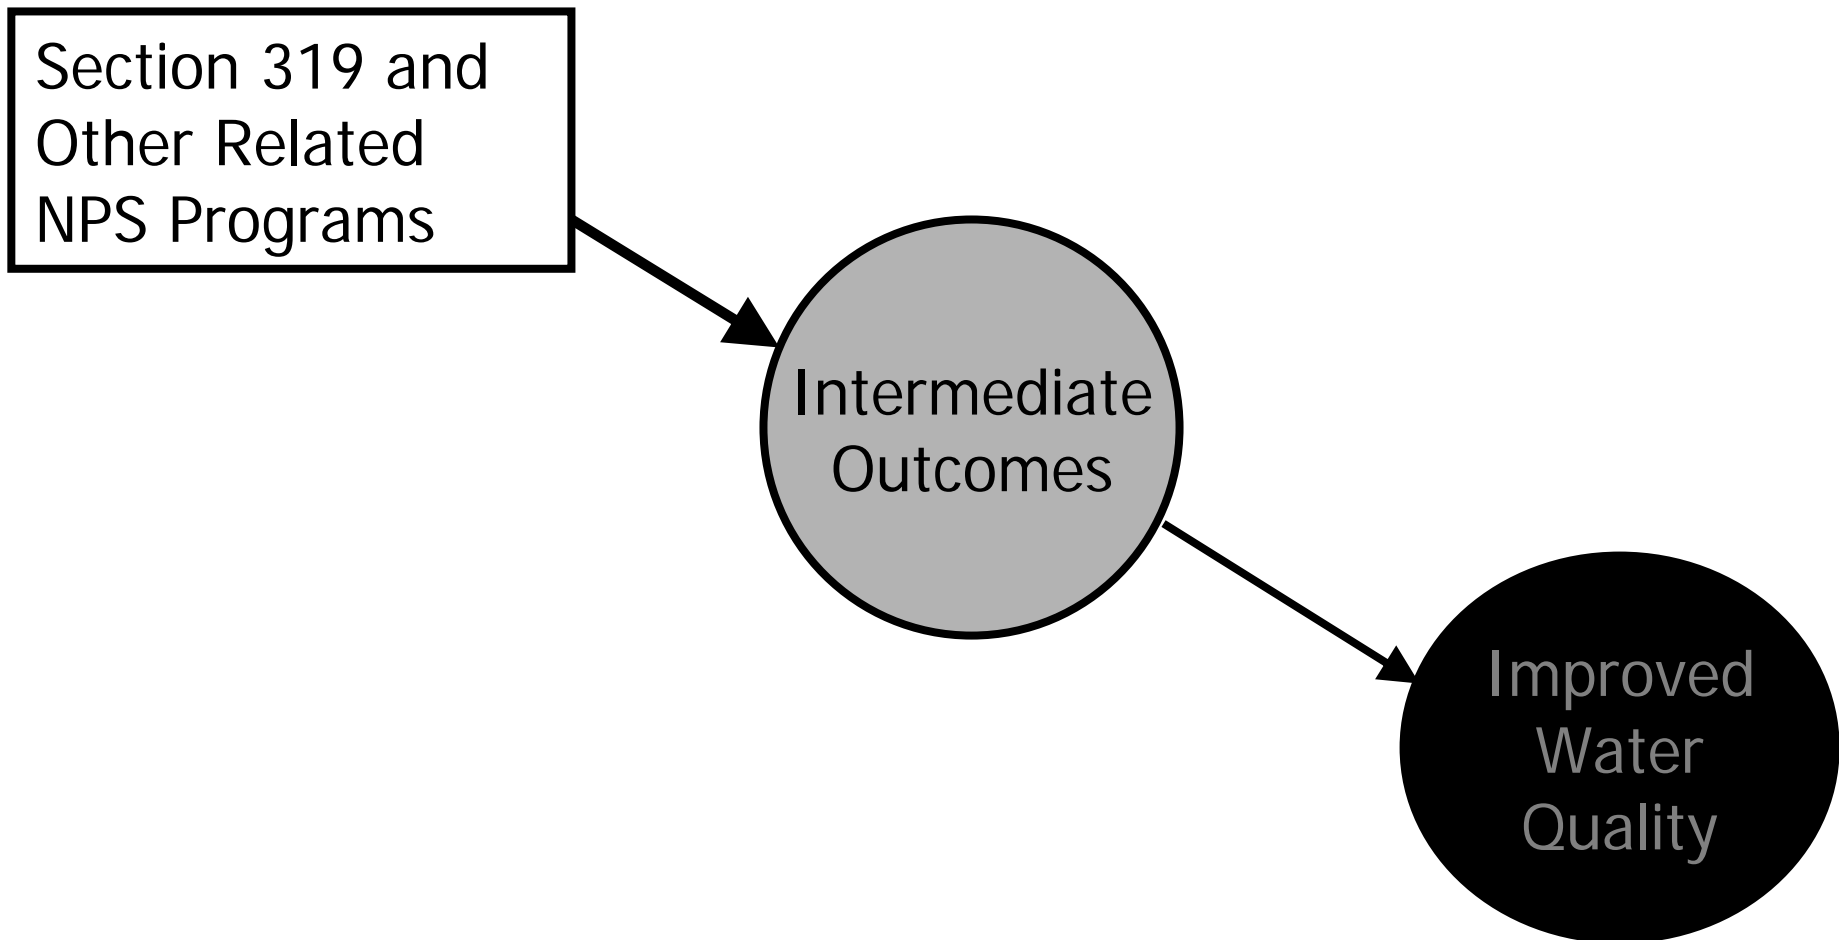 Section 319 and
Other Related
NPS Programs
Intermediate
Outcomes
Improved
Water
Quality